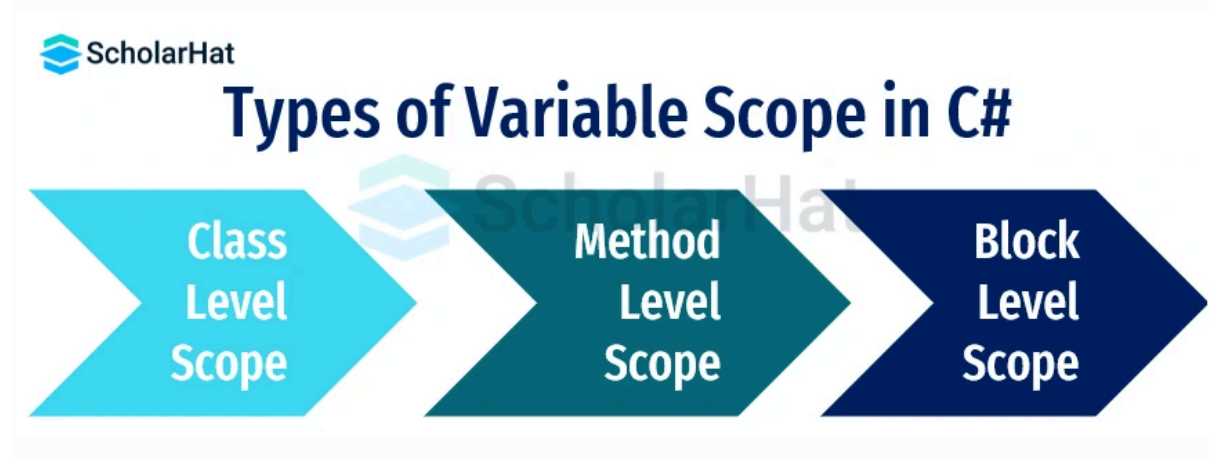 ScholarHat
Types of Variable Scope in C#
ScholarHat
Class
Level
Scope
Method
Level
Scope
Block
Level
Scope